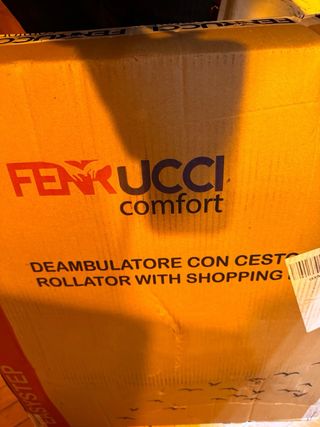 FERRUCCI
comfort
DEAMBULATORE CON CESTO
ROLLATOR WITH SHOPPING